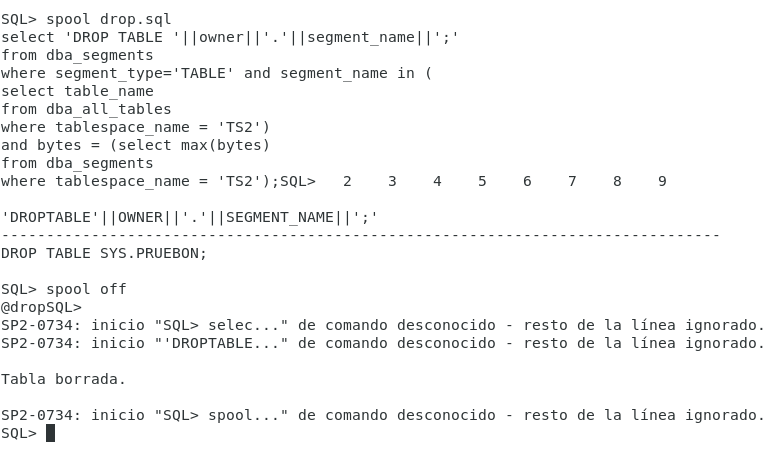 SQL> spool drop.sql
select 'DROP TABLE '||owner||'.'||segment_name||';'
from dba_segments
where segment_type='TABLE' and segment_name in (
select table_name
from dba_all_tables
where tablespace_name = 'TS2')
and bytes = (select max(bytes)
from dba_segments
where tablespace_name = 'TS2');SQL>   2    3    4    5    6    7    8    9
'DROPTABLE'||OWNER||'.'||SEGMENT_NAME||';'
--------------------------------------------------------------------------------
DROP TABLE SYS.PRUEBON;
SQL> spool off
@dropSQL>
SP2-0734: inicio "SQL> selec..." de comando desconocido - resto de la línea ignorado.
SP2-0734: inicio "'DROPTABLE..." de comando desconocido - resto de la línea ignorado.
Tabla borrada.
SP2-0734: inicio "SQL> spool..." de comando desconocido - resto de la línea ignorado.
SQL>